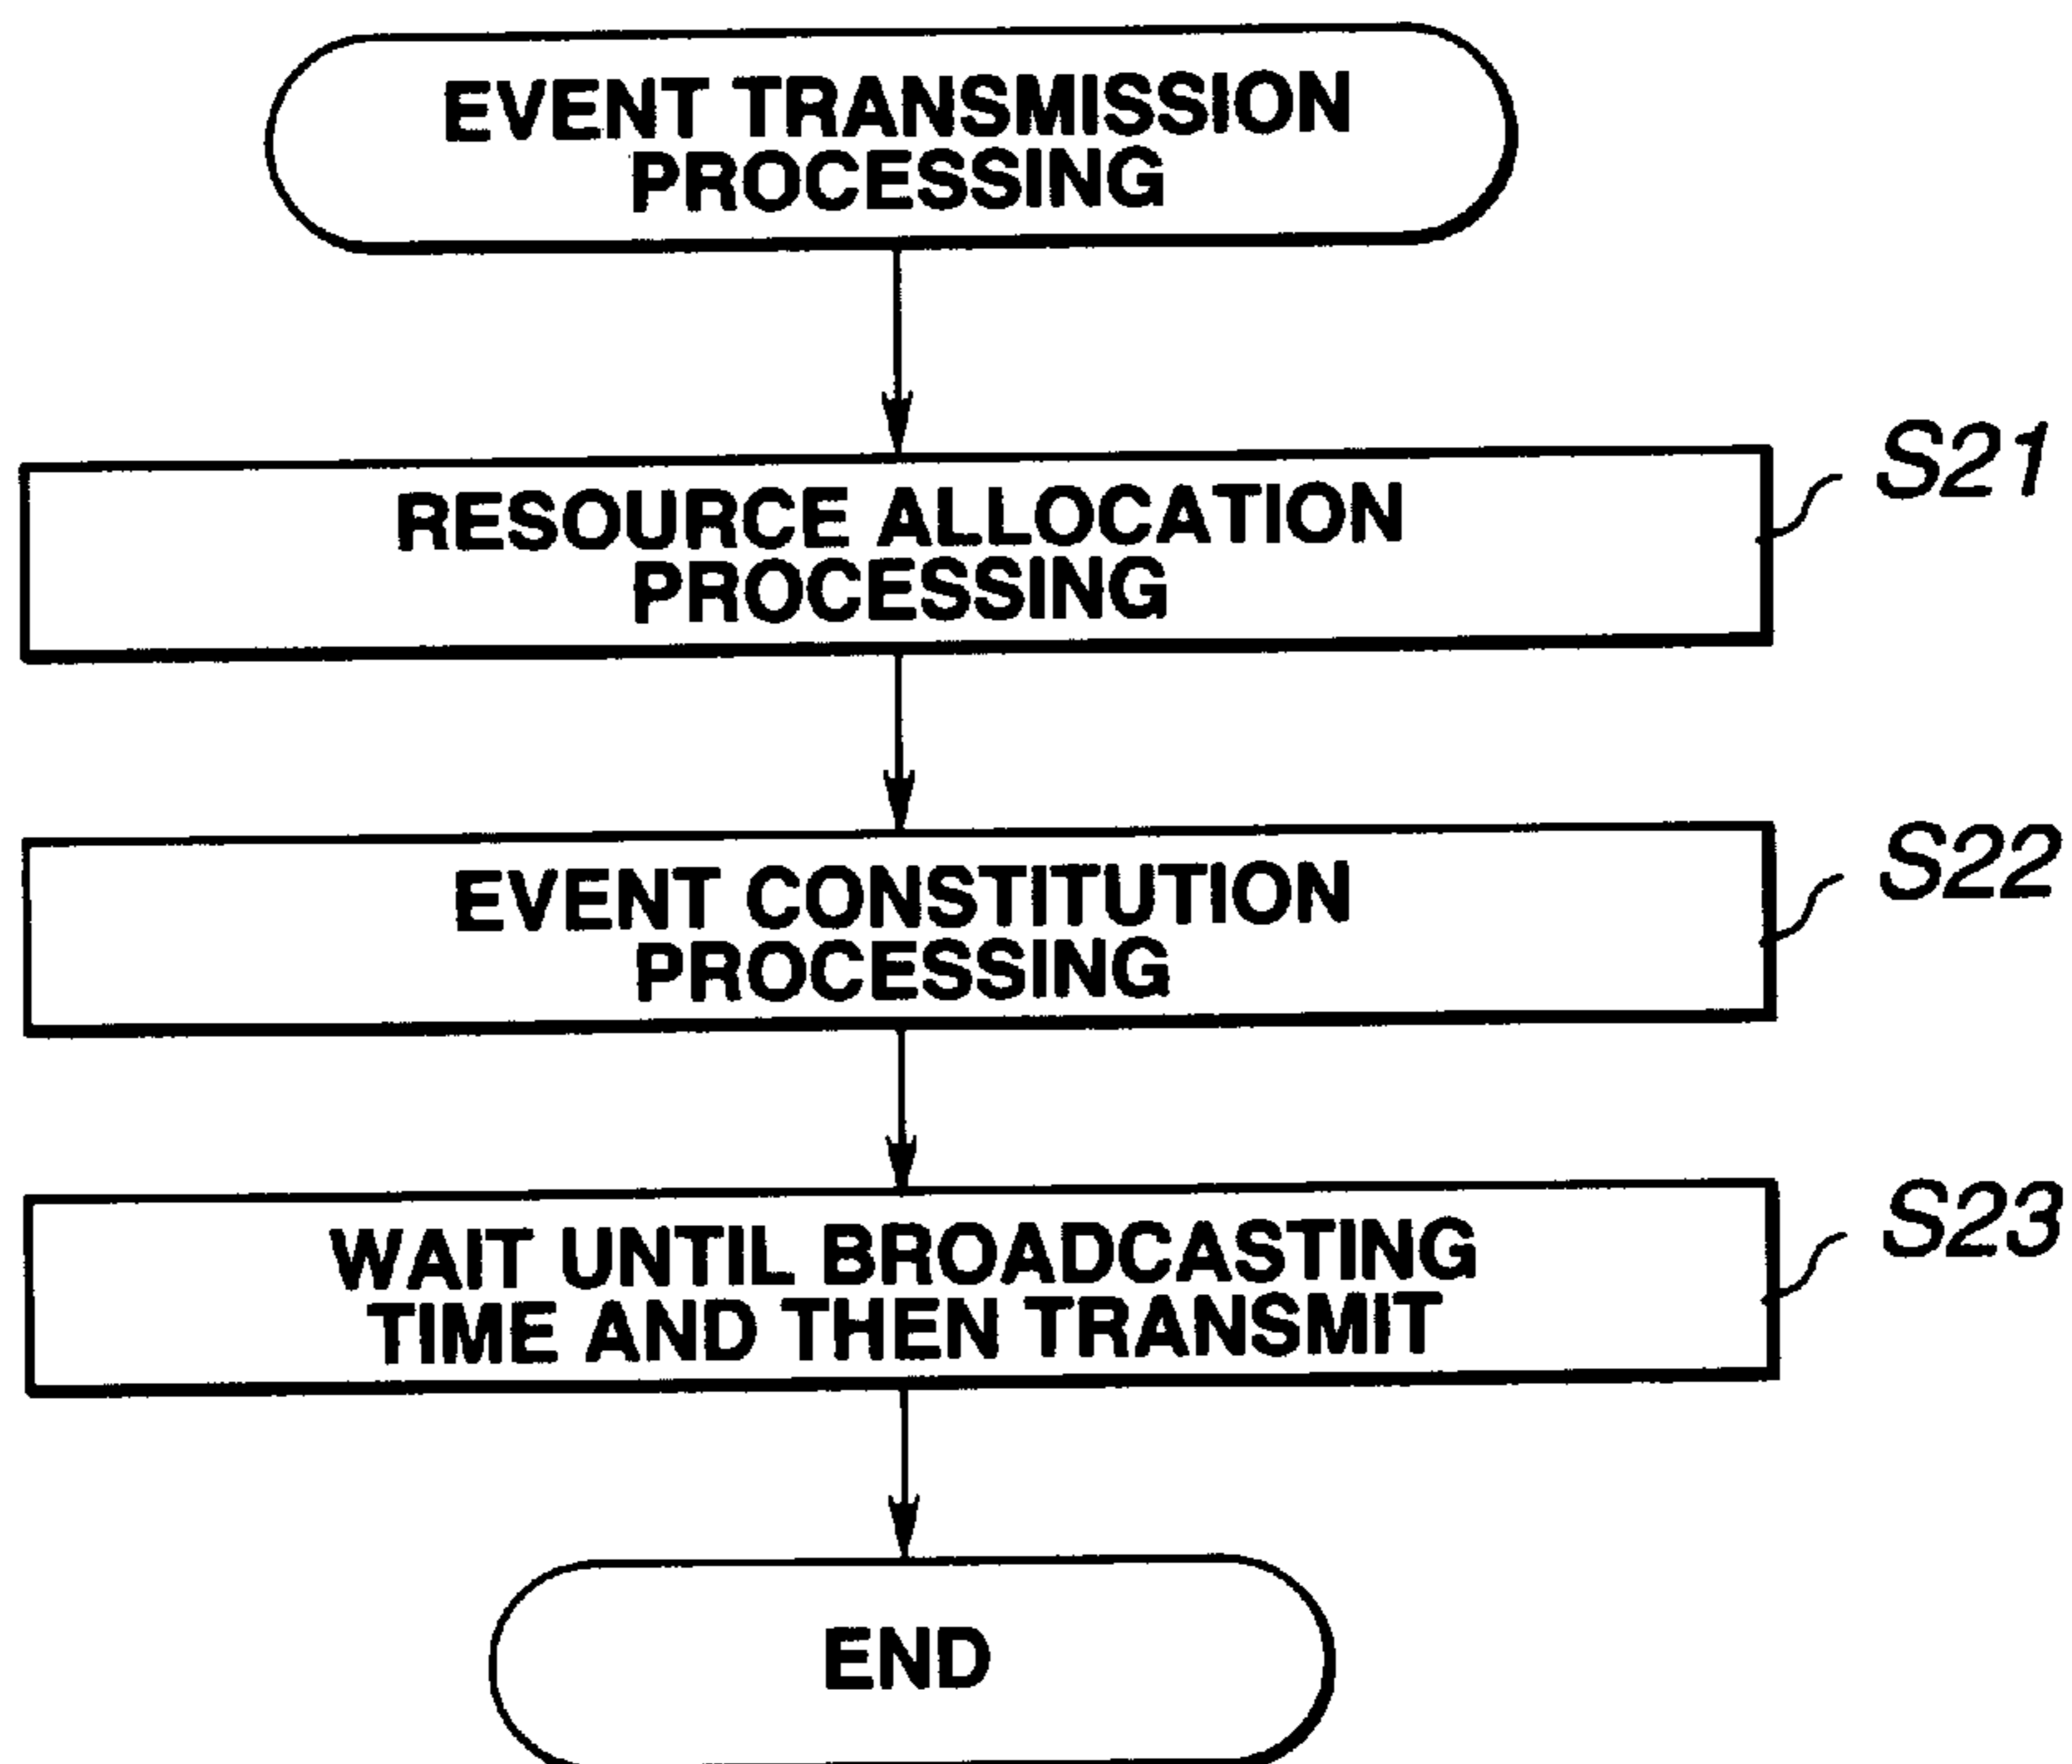 EVENT TRANSMISSION
PROCESSING
RESOURCE ALLOCATION
PROCESSING
S21
EVENT CONSTITUTION
PROCESSING
S22
WAIT UNTIL BROADCASTING
TIME AND THEN TRANSMIT
S23
END